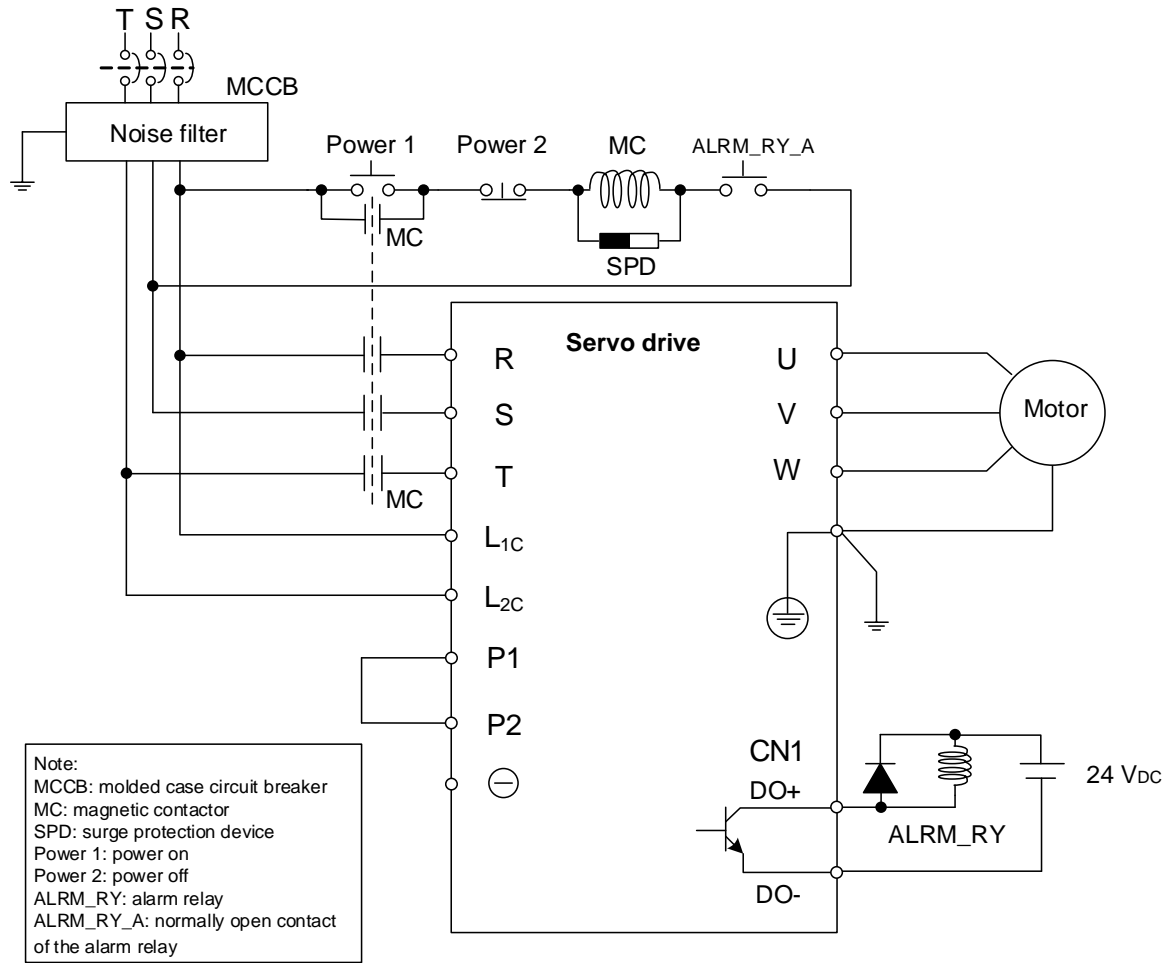 T S R
MCCB
Noise filter
Power 1
Power 2
MC
ALRM_RY_A
MC
SPD
Servo drive
R
U
S
V
Motor
T
W
MC
L1C
L2C
P1
P2
CN1
DO+
24 VDC
ALRM_RY
DO-
Note:
MCCB: molded case circuit breaker
MC: magnetic contactor
SPD: surge protection device
Power 1: power on
Power 2: power off
ALRM_RY: alarm relay
ALRM_RY_A: normally open contact
of the alarm relay